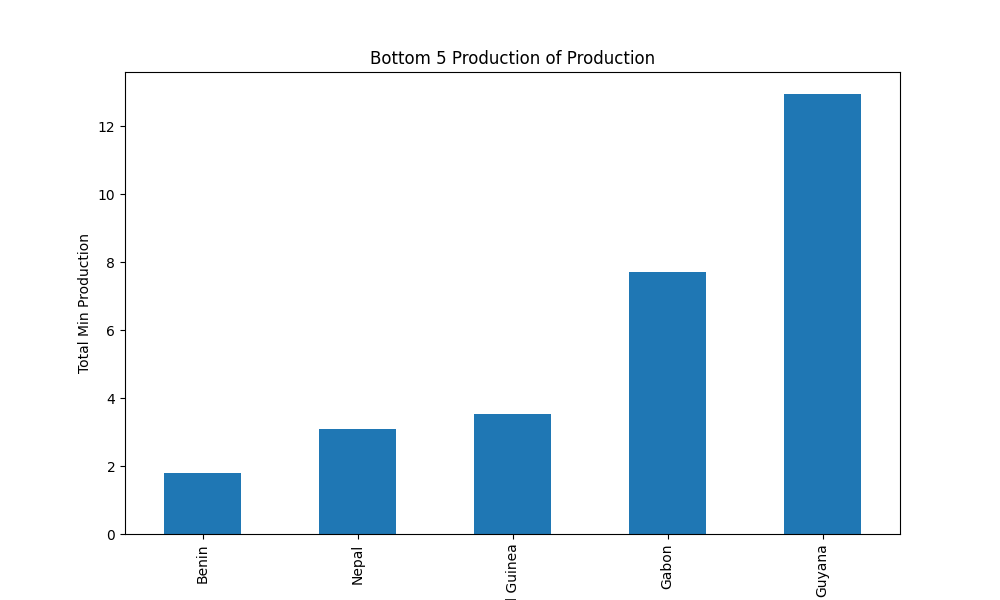 Bottom 5 Production of Production
Total Min Production
12
10
8
6
4
2
0
Benin
Nepal
Guinea
Gabon
Guyana